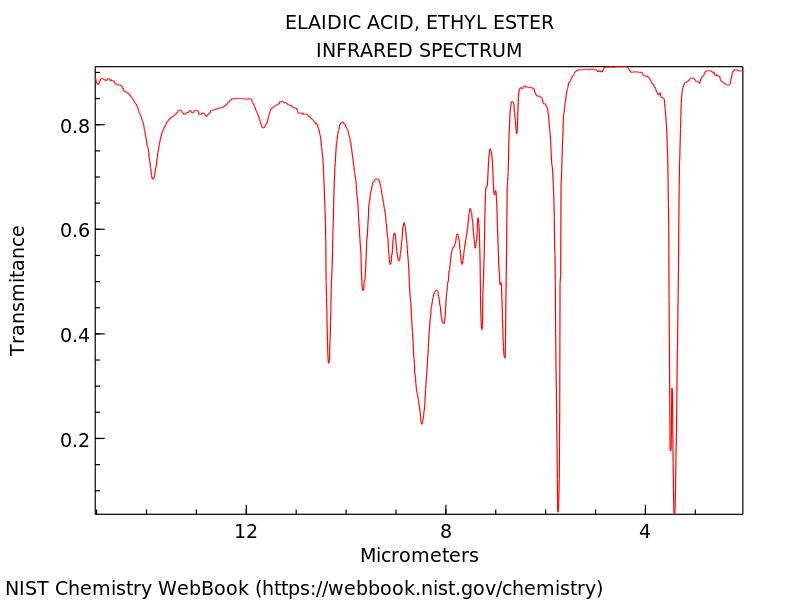 ELAIDIC ACID, ETHYL ESTER
INFRARED SPECTRUM
Transmitance
0.8
0.6
0.4
0.2
12 8 4
Micrometers
NIST Chemistry WebBook (https://webbook.nist.gov/chemistry)